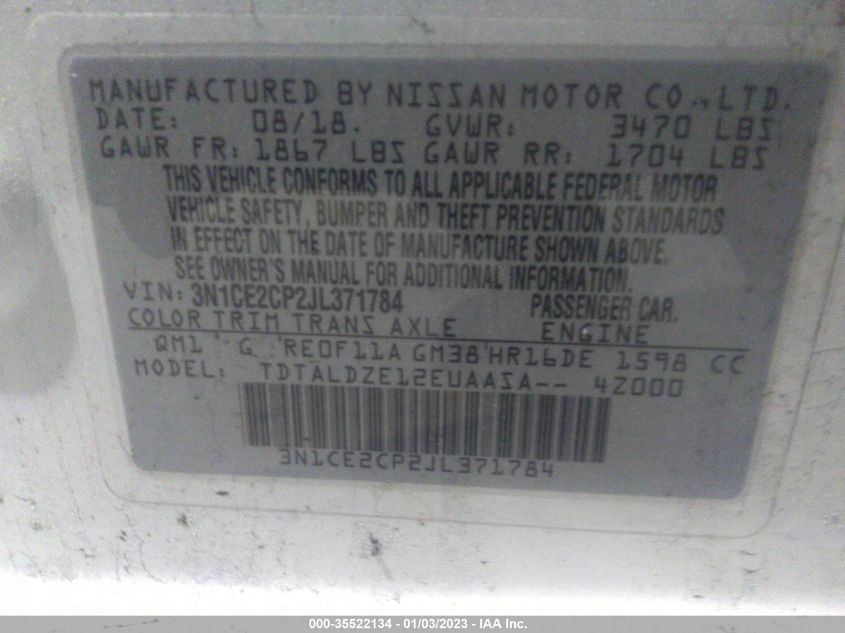 MANUFACTURED BY NISSAN MOTOR CO., LTD.
DATE: 08/18. GVWR: 3470 LBS
GAWR FR: 1867 LBS GAWR RR: 1704 LBS
THIS VEHICLE CONFORMS TO ALL APPLICABLE FEDERAL MOTOR
VEHICLE SAFETY, BUMPER AND THEFT PREVENTION STANDARDS
IN EFFECT ON THE DATE OF MANUFACTURE SHOWN ABOVE.
SEE OWNER'S MANUAL FOR ADDITIONAL INFORMATION.
VIN: 3N1CE2CP2JL371784 PASSENGER CAR.
COLOR TRIM TRANS AXLE ENGINE
QM1 G RE0F11A GM38 HR16DE 1598 CC
MODEL: TDTALDZE12EUAASA-- 4Z000
3N1CE2CP2JL371784
000-35522134 - 01/03/2023 - IAA Inc.